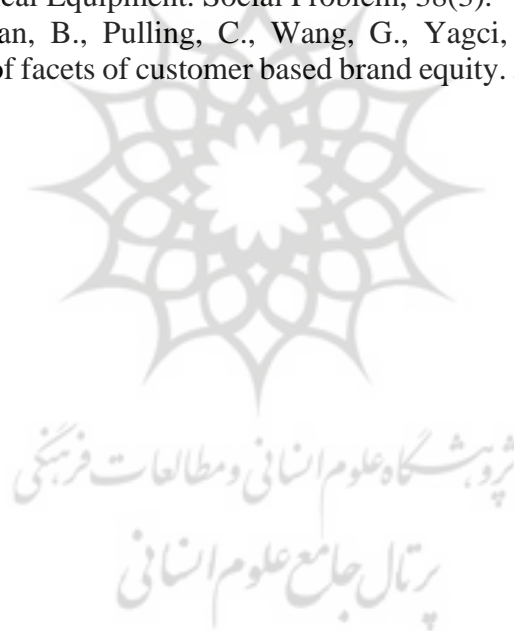 cal Equipment. Social Problem, 38(3).
an, B., Pulling, C., Wang, G., Yagci,
of facets of customer based brand equity.
پژوهشگاه علوم انسانی و مطالعات فرهنگی
پرتال جامع علوم انسانی